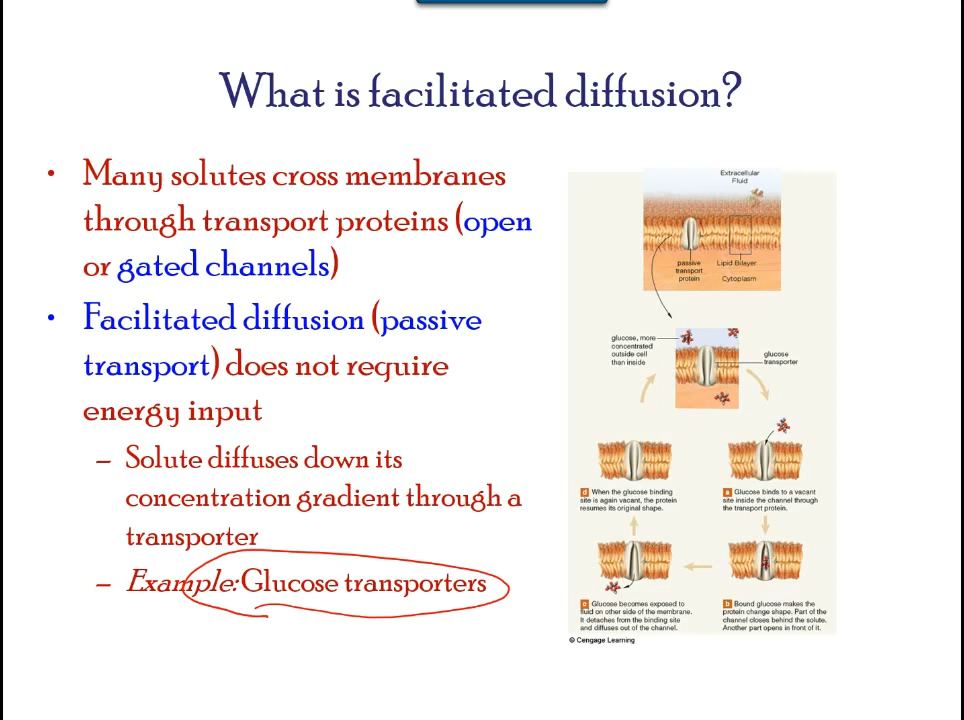 What is facilitated diffusion?
• Many solutes cross membranes
through transport proteins (open
or gated channels)
• Facilitated diffusion (passive
transport) does not require
energy input
– Solute diffuses down its
concentration gradient through a
transporter
– Example: Glucose transporters
Extracellular
Fluid
passive
transport
protein
Lipid Bilayer
Cytoplasm
glucose, more
concentrated
outside cell
than inside
glucose
transporter
d When the glucose binding
site is again vacant, the protein
resumes its original shape.
a Glucose binds to a vacant
site inside the channel through
the transport protein.
c Glucose becomes exposed to
fluid on other side of the membrane.
It detaches from the binding site
and diffuses out of the channel.
b Bound glucose makes the
protein change shape. Part of the
channel closes behind the solute.
Another part opens in front of it.
© Cengage Learning